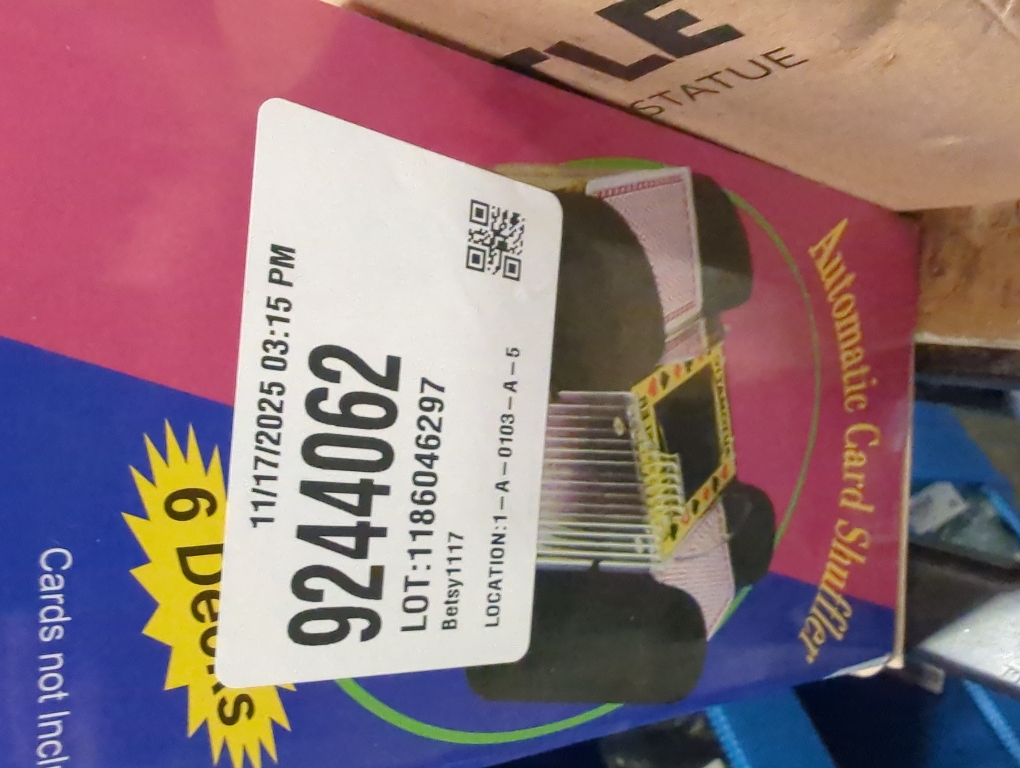 TLE
STATUE
Automatic Card Shuffler
11/17/2025 03:15 PM
9244062
LOT:1186046297
Betsy1117
LOCATION:1-A-0103-A-5
6 Decks
Cards not Incl